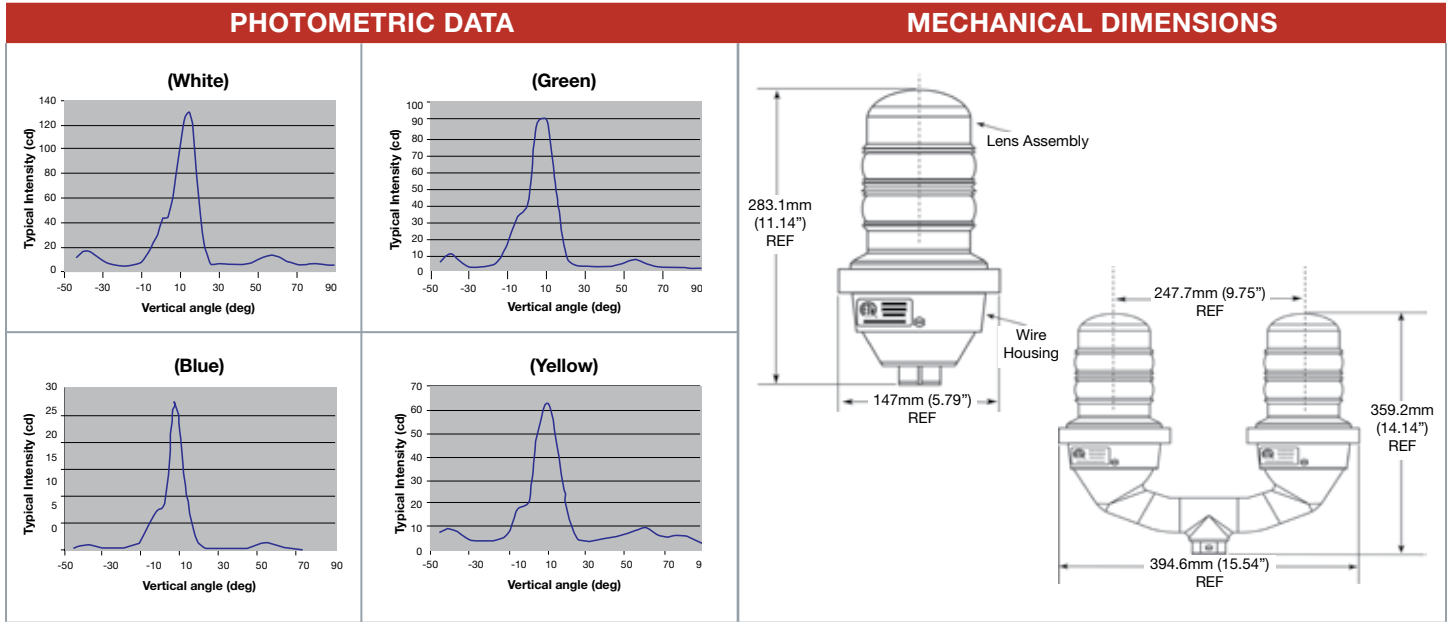 PHOTOMETRIC DATA
(White)
Typical Intensity (cd)
140
120
100
80
60
40
20
0
-50 -30 -10 10 30 50 70 90
Vertical angle (deg)
(Green)
Typical Intensity (cd)
100
90
80
70
60
50
40
30
20
10
0
-50 -30 -10 10 30 50 70 90
Vertical angle (deg)
(Blue)
Typical Intensity (cd)
30
25
20
15
10
5
0
-50 -30 -10 10 30 50 70 90
Vertical angle (deg)
(Yellow)
Typical Intensity (cd)
70
60
50
40
30
20
10
0
-50 -30 -10 10 30 50 70 90
Vertical angle (deg)
MECHANICAL DIMENSIONS
Lens Assembly
283.1mm
(11.14”)
REF
Wire
Housing
147mm (5.79”)
REF
247.7mm (9.75”)
REF
359.2mm
(14.14”)
REF
394.6mm (15.54”)
REF